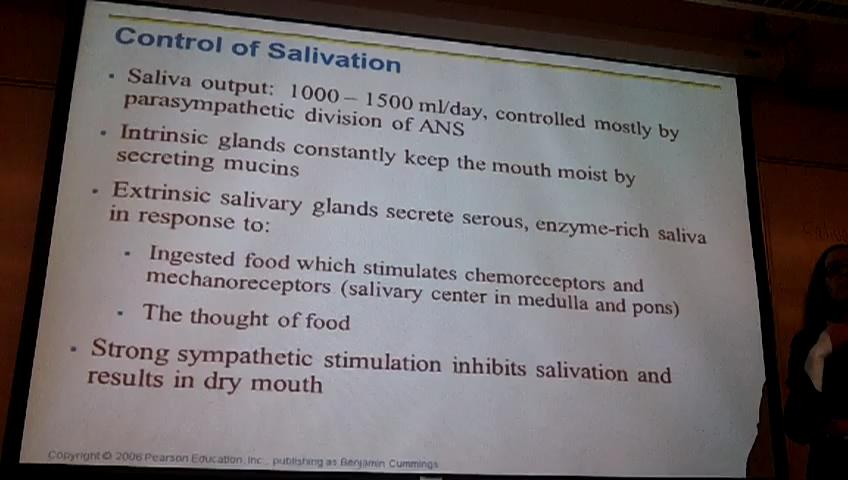 Control of Salivation
• Saliva output: 1000 – 1500 ml/day, controlled mostly by
parasympathetic division of ANS
• Intrinsic glands constantly keep the mouth moist by
secreting mucins
• Extrinsic salivary glands secrete serous, enzyme-rich saliva
in response to:
• Ingested food which stimulates chemoreceptors and
mechanoreceptors (salivary center in medulla and pons)
• The thought of food
• Strong sympathetic stimulation inhibits salivation and
results in dry mouth
Copyright © 2006 Pearson Education, Inc., publishing as Benjamin Cummings